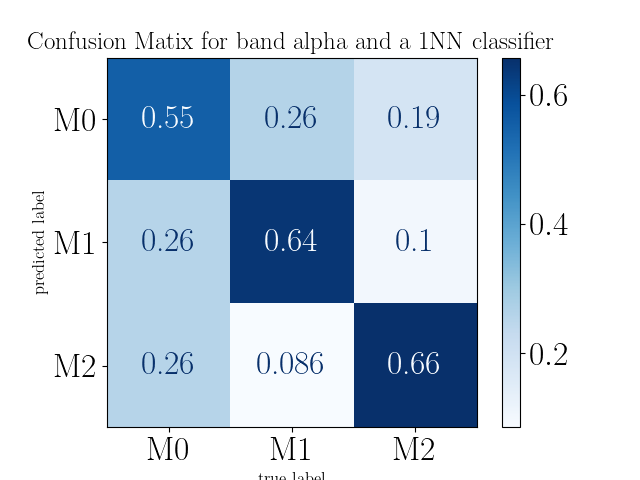 Confusion Matix for band alpha and a 1NN classifier
M0 0.55 0.26 0.19
M1 0.26 0.64 0.1
M2 0.26 0.086 0.66
M0 M1 M2
true label
predicted label
0.6
0.4
0.2